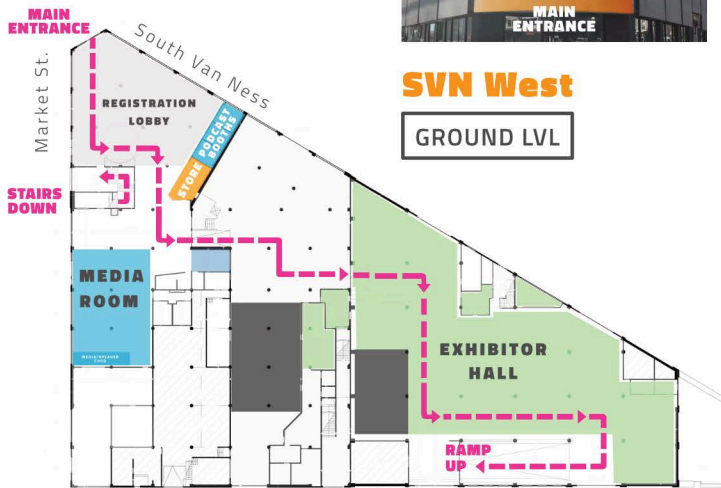 MAIN
ENTRANCE
MAIN
ENTRANCE
South Van Ness
Market St.
SVN West
GROUND LVL
REGISTRATION
LOBBY
PODCAST
BOOTHS
STORE
STAIRS
DOWN
MEDIA
ROOM
EXHIBITOR
HALL
RAMP
UP